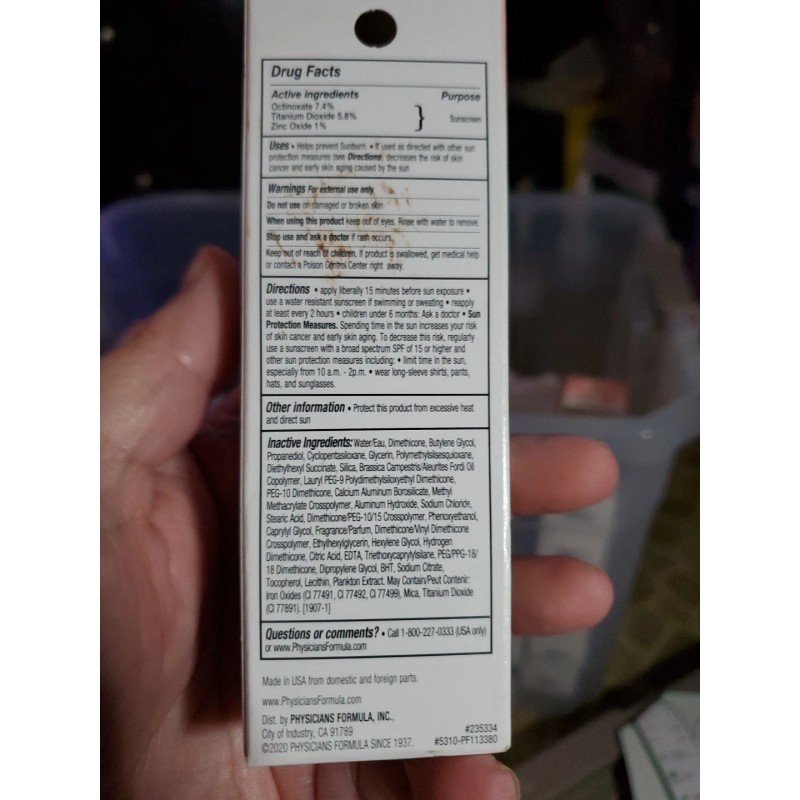 Drug Facts
Active ingredients Purpose
Octinoxate 7.4%
Titanium Dioxide 5.8% } Sunscreen
Zinc Oxide 1%
Uses • Helps prevent Sunburn • If used as directed with other sun
protection measures (see Directions), decreases the risk of skin
cancer and early skin aging caused by the sun
Warnings For external use only
Do not use on damaged or broken skin
When using this product keep out of eyes. Rinse with water to remove.
Stop use and ask a doctor if rash occurs.
Keep out of reach of children. If product is swallowed, get medical help
or contact a Poison Control Center right away.
Directions • apply liberally 15 minutes before sun exposure •
use a water resistant sunscreen if swimming or sweating • reapply
at least every 2 hours • children under 6 months: Ask a doctor • Sun
Protection Measures. Spending time in the sun increases your risk
of skin cancer and early skin aging. To decrease this risk, regularly
use a sunscreen with a broad spectrum SPF of 15 or higher and
other sun protection measures including: • limit time in the sun,
especially from 10 a.m. - 2p.m. • wear long-sleeve shirts, pants,
hats, and sunglasses.
Other information • Protect this product from excessive heat
and direct sun
Inactive Ingredients: Water/Eau, Dimethicone, Butylene Glycol,
Propanediol, Cyclopentasiloxane, Glycerin, Polymethylsilsesquioxane,
Diethylhexyl Succinate, Silica, Brassica Campestris/Aleurites Fordi Oil
Copolymer, Lauryl PEG-9 Polydimethylsiloxyethyl Dimethicone,
PEG-10 Dimethicone, Calcium Aluminum Borosilicate, Methyl
Methacrylate Crosspolymer, Aluminum Hydroxide, Sodium Chloride,
Stearic Acid, Dimethicone/PEG-10/15 Crosspolymer, Phenoxyethanol,
Caprylyl Glycol, Fragrance/Parfum, Dimethicone/Vinyl Dimethicone
Crosspolymer, Ethylhexylglycerin, Hexylene Glycol, Hydrogen
Dimethicone, Citric Acid, EDTA, Triethoxycaprylylsilane, PEG/PPG-18/
18 Dimethicone, Dipropylene Glycol, BHT, Sodium Citrate,
Tocopherol, Lecithin, Plankton Extract. May Contain/Peut Contenir:
Iron Oxides (CI 77491, CI 77492, CI 77499), Mica, Titanium Dioxide
(CI 77891). [1907-1]
Questions or comments? • Call 1-800-227-0333 (USA only)
or www.PhysiciansFormula.com
Made in USA from domestic and foreign parts.
www.PhysiciansFormula.com
Dist. by PHYSICIANS FORMULA, INC.,
City of Industry, CA 91789 #235334
©2020 PHYSICIANS FORMULA SINCE 1937. #5310-PF113380